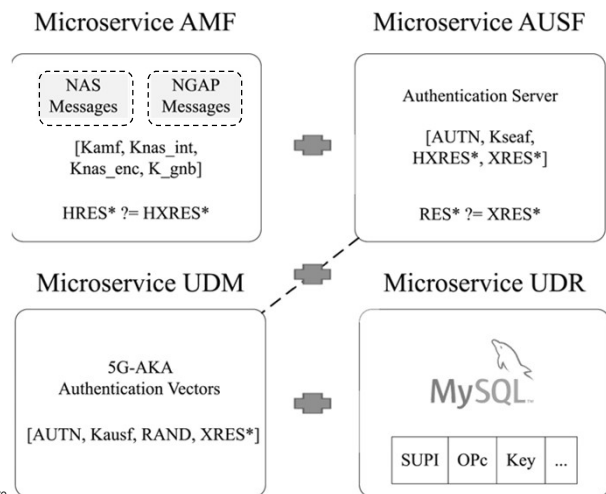 Microservice AMF
Microservice AUSF
NAS
Messages
NGAP
Messages
[Kamf, Knas_int,
Knas_enc, K_gnb]
HRES* ?= HXRES*
Authentication Server
[AUTN, Kseaf,
HXRES*, XRES*]
RES* ?= XRES*
Microservice UDM
Microservice UDR
5G-AKA
Authentication Vectors
[AUTN, Kausf, RAND, XRES*]
MySQL
SUPI OPc Key ...